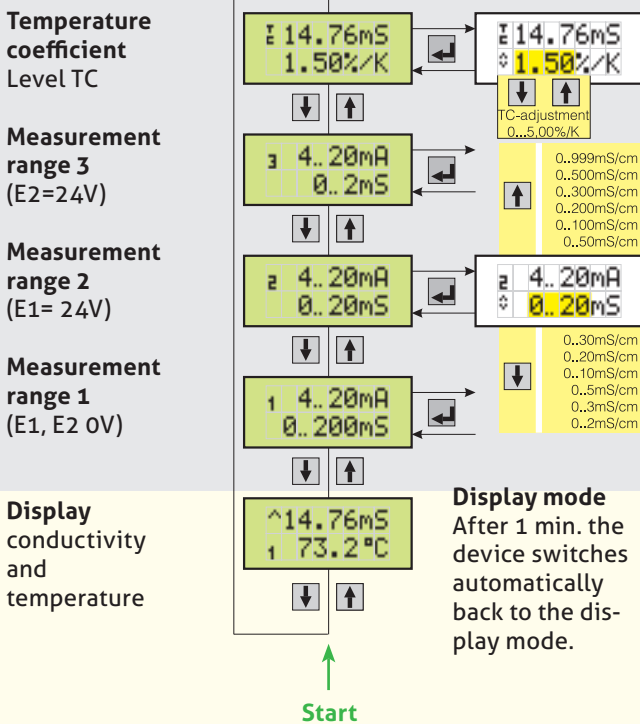 Temperature
coefficient
Level TC
TC 14.76mS
1.50%/K
TC 14.76mS
1.50%/K
TC-adjustment
0...5,00%/K
Measurement
range 3
(E2=24V)
3 4..20mA
0..2mS
0..999mS/cm
0..500mS/cm
0..300mS/cm
0..200mS/cm
0..100mS/cm
0..50mS/cm
Measurement
range 2
(E1= 24V)
2 4..20mA
0..20mS
2 4..20mA
0..20mS
0..30mS/cm
0..20mS/cm
0..10mS/cm
0..5mS/cm
0..3mS/cm
0..2mS/cm
Measurement
range 1
(E1, E2 0V)
1 4..20mA
0..200mS
Display
conductivity
and
temperature
^14.76mS
1 73.2°C
Display mode
After 1 min. the
device switches
automatically
back to the dis-
play mode.
Start